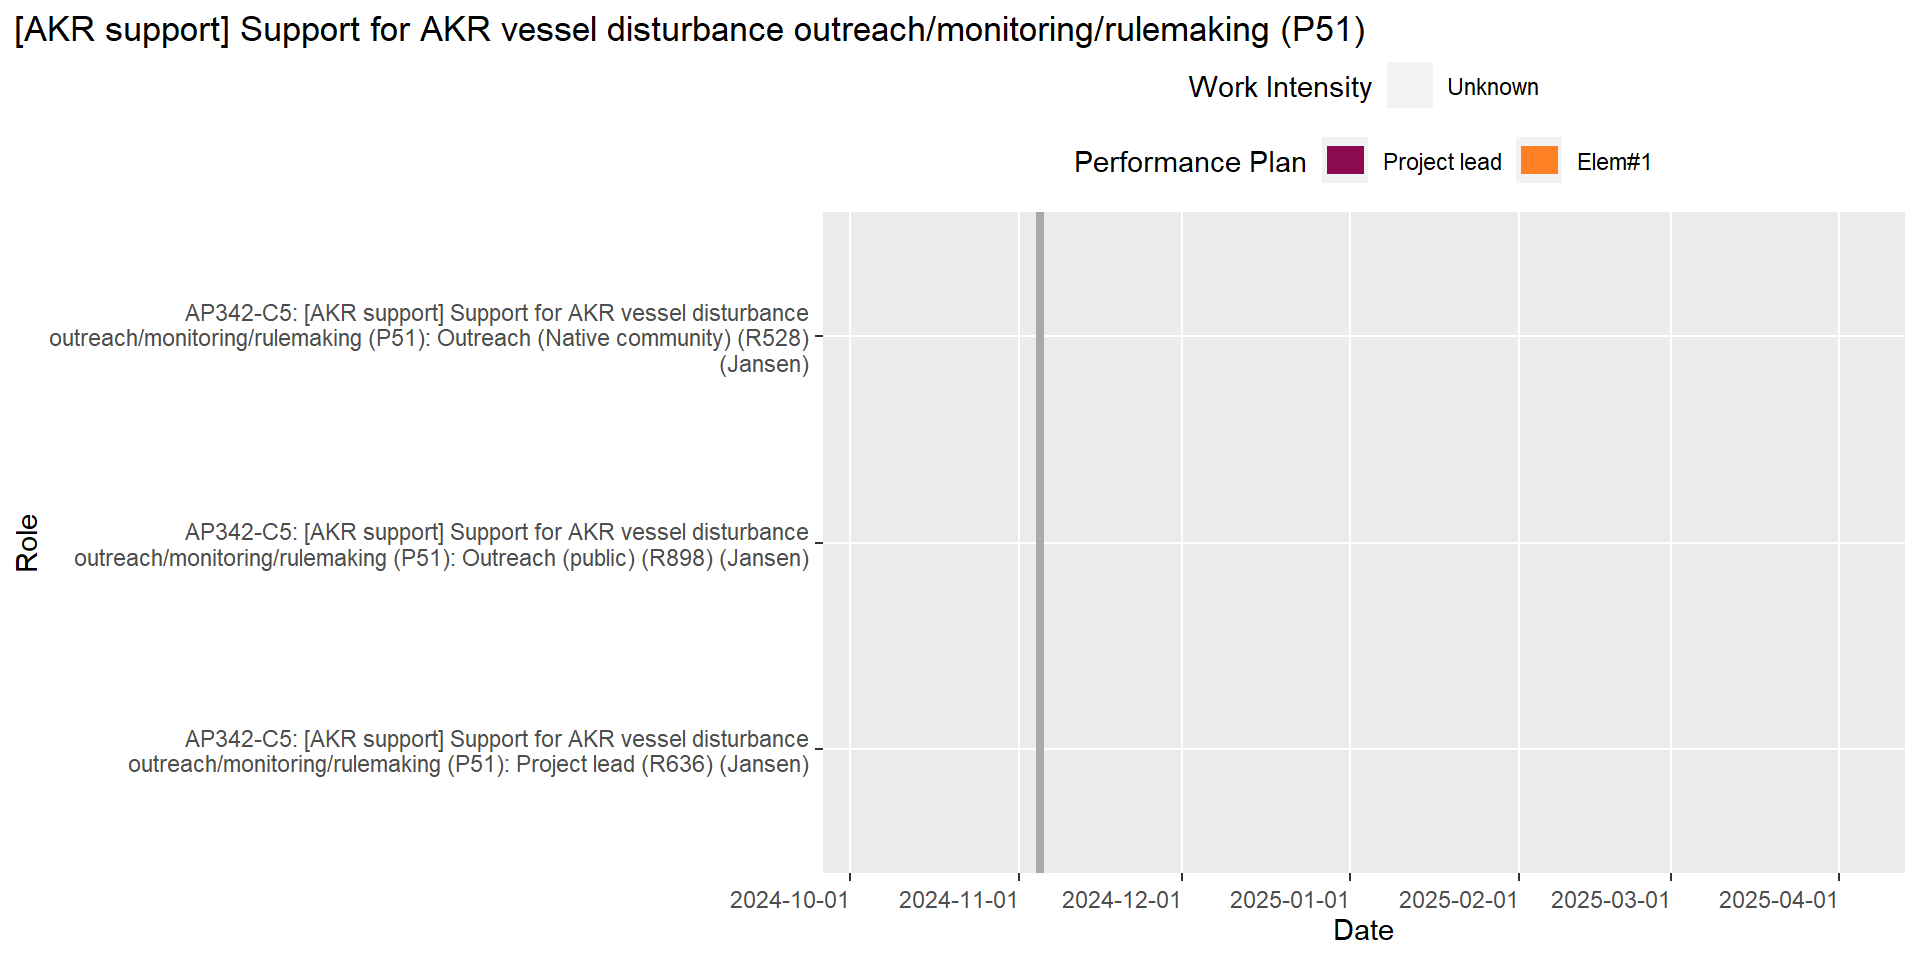 [AKR support] Support for AKR vessel disturbance outreach/monitoring/rulemaking (P51)
Work Intensity Unknown
Performance Plan Project lead Elem#1
AP342-C5: [AKR support] Support for AKR vessel disturbance
outreach/monitoring/rulemaking (P51): Outreach (Native community) (R528)
(Jansen)
AP342-C5: [AKR support] Support for AKR vessel disturbance
outreach/monitoring/rulemaking (P51): Outreach (public) (R898) (Jansen)
AP342-C5: [AKR support] Support for AKR vessel disturbance
outreach/monitoring/rulemaking (P51): Project lead (R636) (Jansen)
Role
2024-10-01 2024-11-01 2024-12-01 2025-01-01 2025-02-01 2025-03-01 2025-04-01
Date